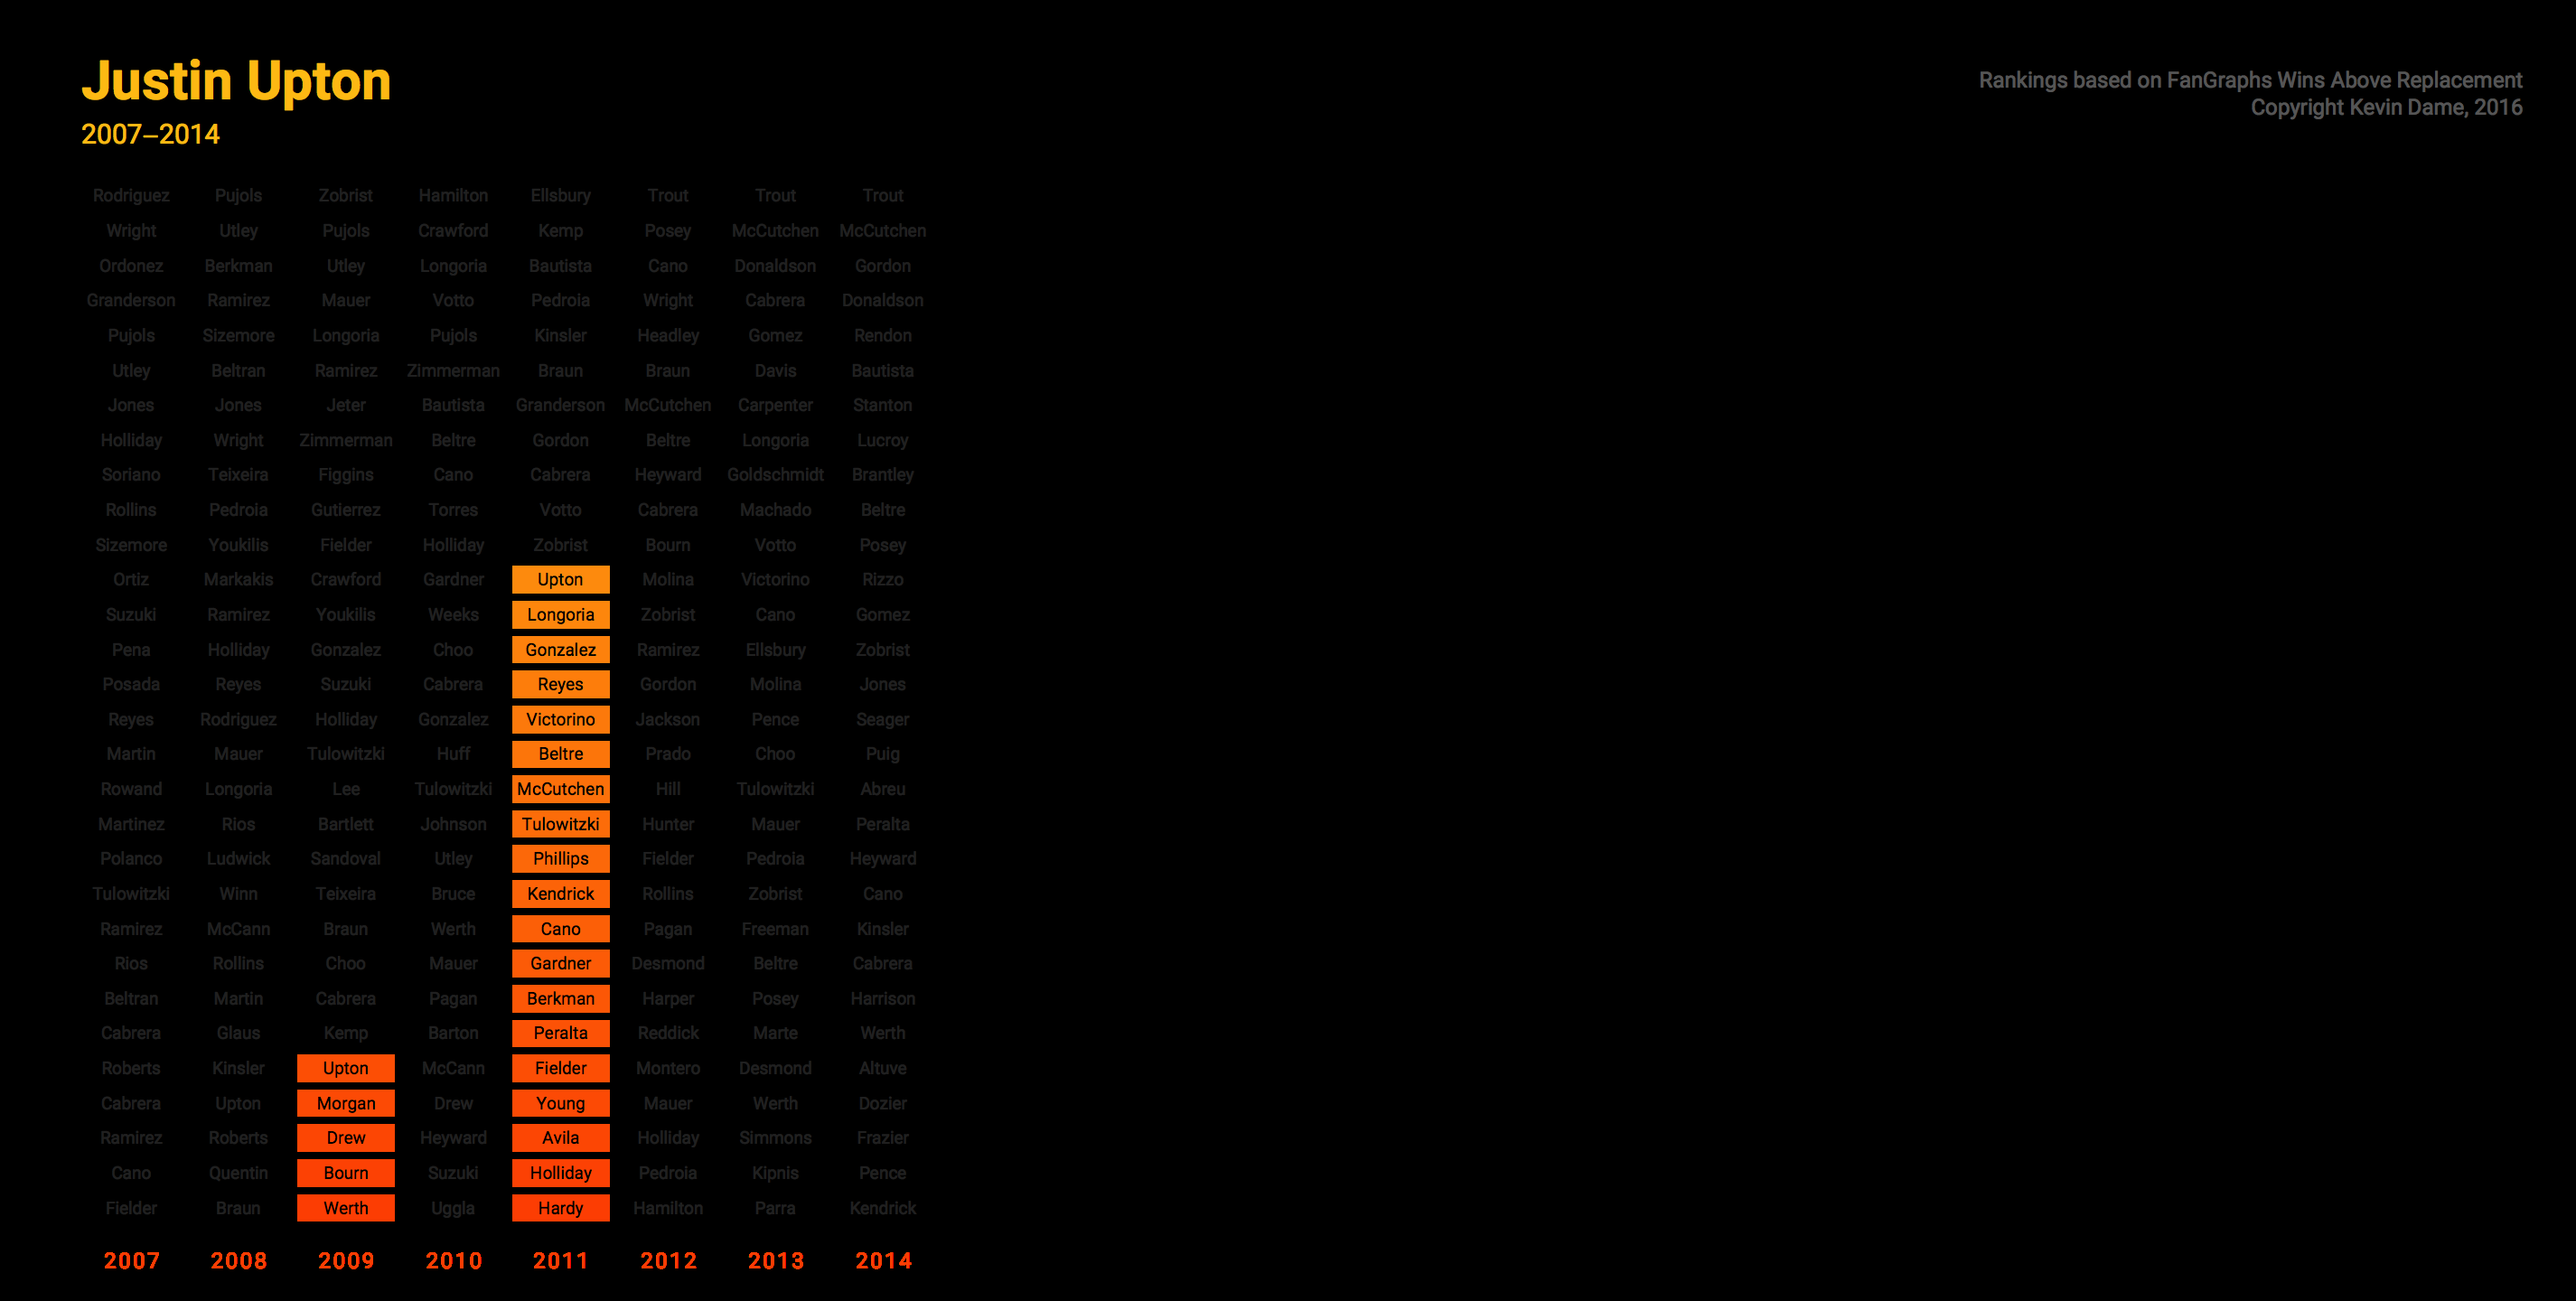 Justin Upton
2007–2014
Rankings based on FanGraphs Wins Above Replacement
Copyright Kevin Dame, 2016
Rodriguez Pujols Zobrist Hamilton Ellsbury Trout Trout Trout
Wright Utley Pujols Crawford Kemp Posey McCutchen McCutchen
Ordonez Berkman Utley Longoria Bautista Cano Donaldson Gordon
Granderson Ramirez Mauer Votto Pedroia Wright Cabrera Donaldson
Pujols Sizemore Longoria Pujols Kinsler Headley Gomez Rendon
Utley Beltran Ramirez Zimmerman Braun Braun Davis Bautista
Jones Jones Jeter Bautista Granderson McCutchen Carpenter Stanton
Holliday Wright Zimmerman Beltre Gordon Beltre Longoria Lucroy
Soriano Teixeira Figgins Cano Cabrera Heyward Goldschmidt Brantley
Rollins Pedroia Gutierrez Torres Votto Cabrera Machado Beltre
Sizemore Youkilis Fielder Holliday Zobrist Bourn Votto Posey
Ortiz Markakis Crawford Gardner Upton Molina Victorino Rizzo
Suzuki Ramirez Youkilis Weeks Longoria Zobrist Cano Gomez
Pena Holliday Gonzalez Choo Gonzalez Ramirez Ellsbury Zobrist
Posada Reyes Suzuki Cabrera Reyes Gordon Molina Jones
Reyes Rodriguez Holliday Gonzalez Victorino Jackson Pence Seager
Martin Mauer Tulowitzki Huff Beltre Prado Choo Puig
Rowand Longoria Lee Tulowitzki McCutchen Hill Tulowitzki Abreu
Martinez Rios Bartlett Johnson Tulowitzki Hunter Mauer Peralta
Polanco Ludwick Sandoval Utley Phillips Fielder Pedroia Heyward
Tulowitzki Winn Teixeira Bruce Kendrick Rollins Zobrist Cano
Ramirez McCann Braun Werth Cano Pagan Freeman Kinsler
Rios Rollins Choo Mauer Gardner Desmond Beltre Cabrera
Beltran Martin Cabrera Pagan Berkman Harper Posey Harrison
Cabrera Glaus Kemp Barton Peralta Reddick Marte Werth
Roberts Kinsler Upton McCann Fielder Montero Desmond Altuve
Cabrera Upton Morgan Drew Young Mauer Werth Dozier
Ramirez Roberts Drew Heyward Avila Holliday Simmons Frazier
Cano Quentin Bourn Suzuki Holliday Pedroia Kipnis Pence
Fielder Braun Werth Uggla Hardy Hamilton Parra Kendrick
2007 2008 2009 2010 2011 2012 2013 2014